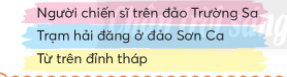 Người chiến sĩ trên đảo Trường Sa
Trạm hải đăng ở đảo Sơn Ca
Từ trên đỉnh tháp